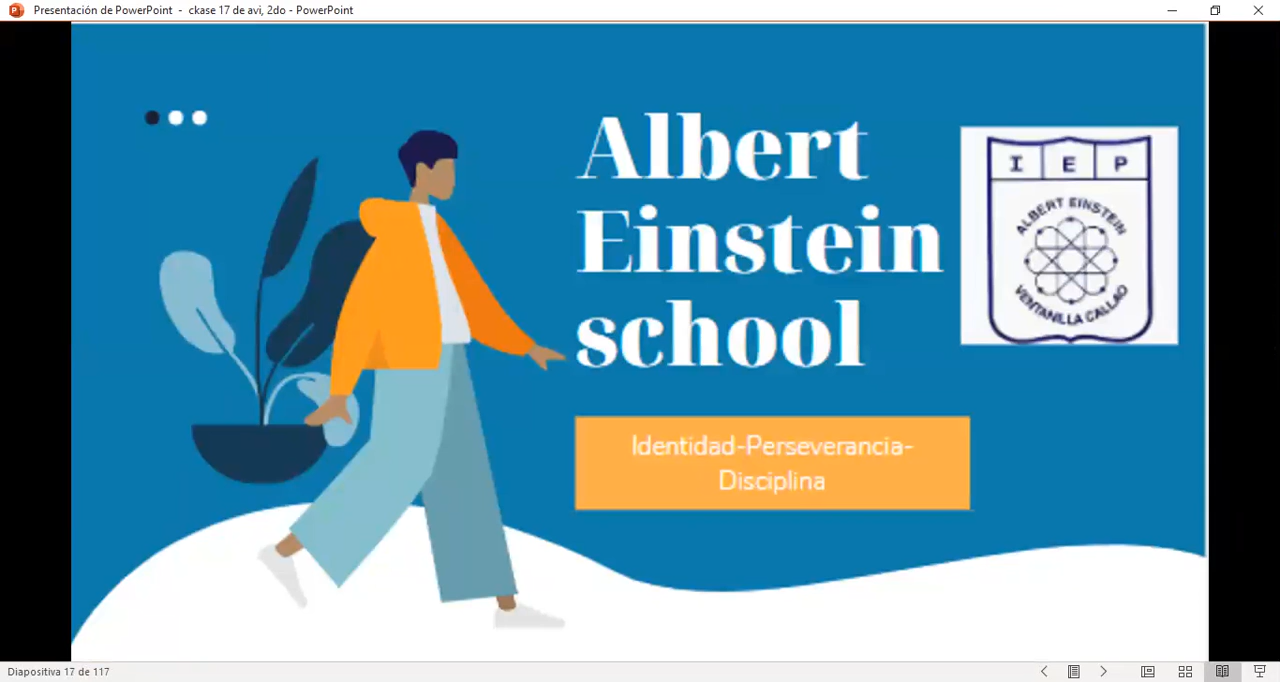 Presentación de PowerPoint - ckase 17 de avi, 2do - PowerPoint
Albert
Einstein
school
I E P
ALBERT EINSTEIN
VENTANILLA CALLAO
Identidad-Perseverancia-
Disciplina
Diapositiva 17 de 117